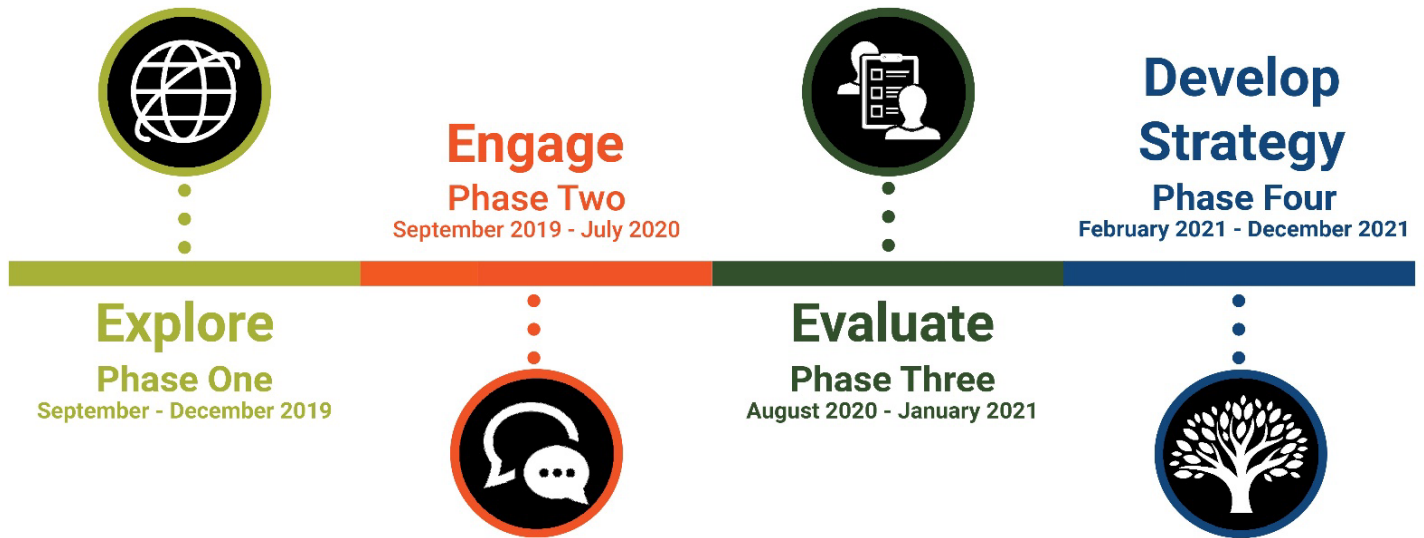 Explore
Phase One
September - December 2019
Engage
Phase Two
September 2019 - July 2020
Evaluate
Phase Three
August 2020 - January 2021
Develop
Strategy
Phase Four
February 2021 - December 2021